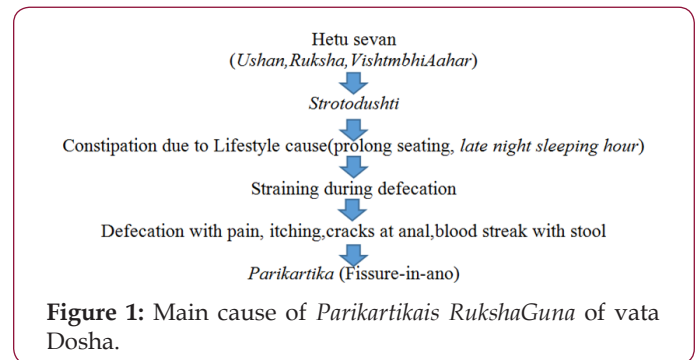 Hetu sevan
(Ushan,Ruksha,VishtmbhiAahar)
Strotodushti
Constipation due to Lifestyle cause(prolong seating, late night sleeping hour)
Straining during defecation
Defecation with pain, itching,cracks at anal,blood streak with stool
Parikartika (Fissure-in-ano)
Figure 1: Main cause of Parikartikais RukshaGuna of vata
Dosha.